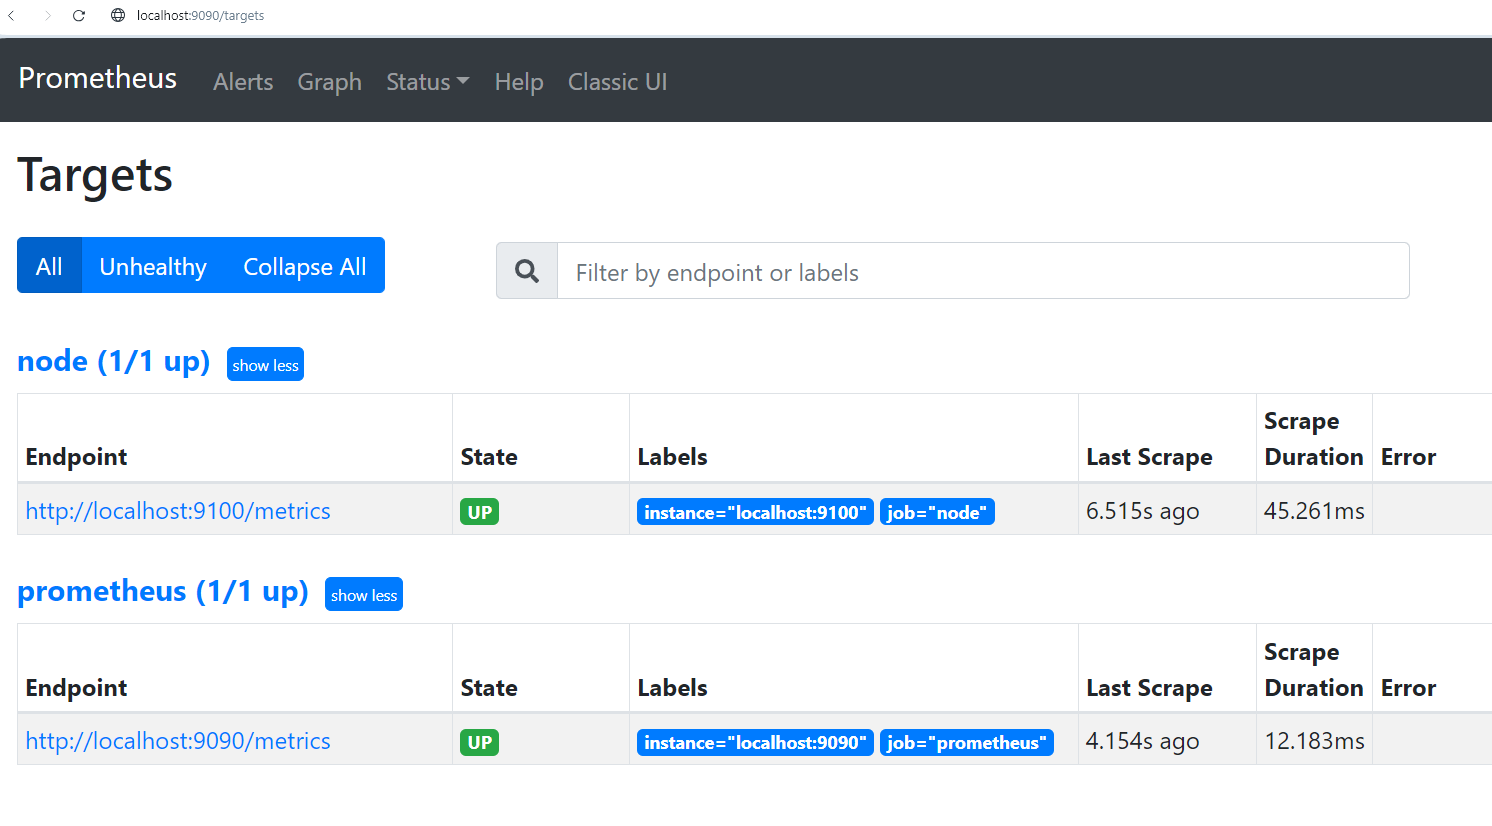 localhost:9090/targets
Prometheus Alerts Graph Status Help Classic UI
Targets
All Unhealthy Collapse All Filter by endpoint or labels
node (1/1 up) show less
Endpoint State Labels Last Scrape Scrape Duration Error
http://localhost:9100/metrics UP instance="localhost:9100" job="node" 6.515s ago 45.261ms
prometheus (1/1 up) show less
Endpoint State Labels Last Scrape Scrape Duration Error
http://localhost:9090/metrics UP instance="localhost:9090" job="prometheus" 4.154s ago 12.183ms